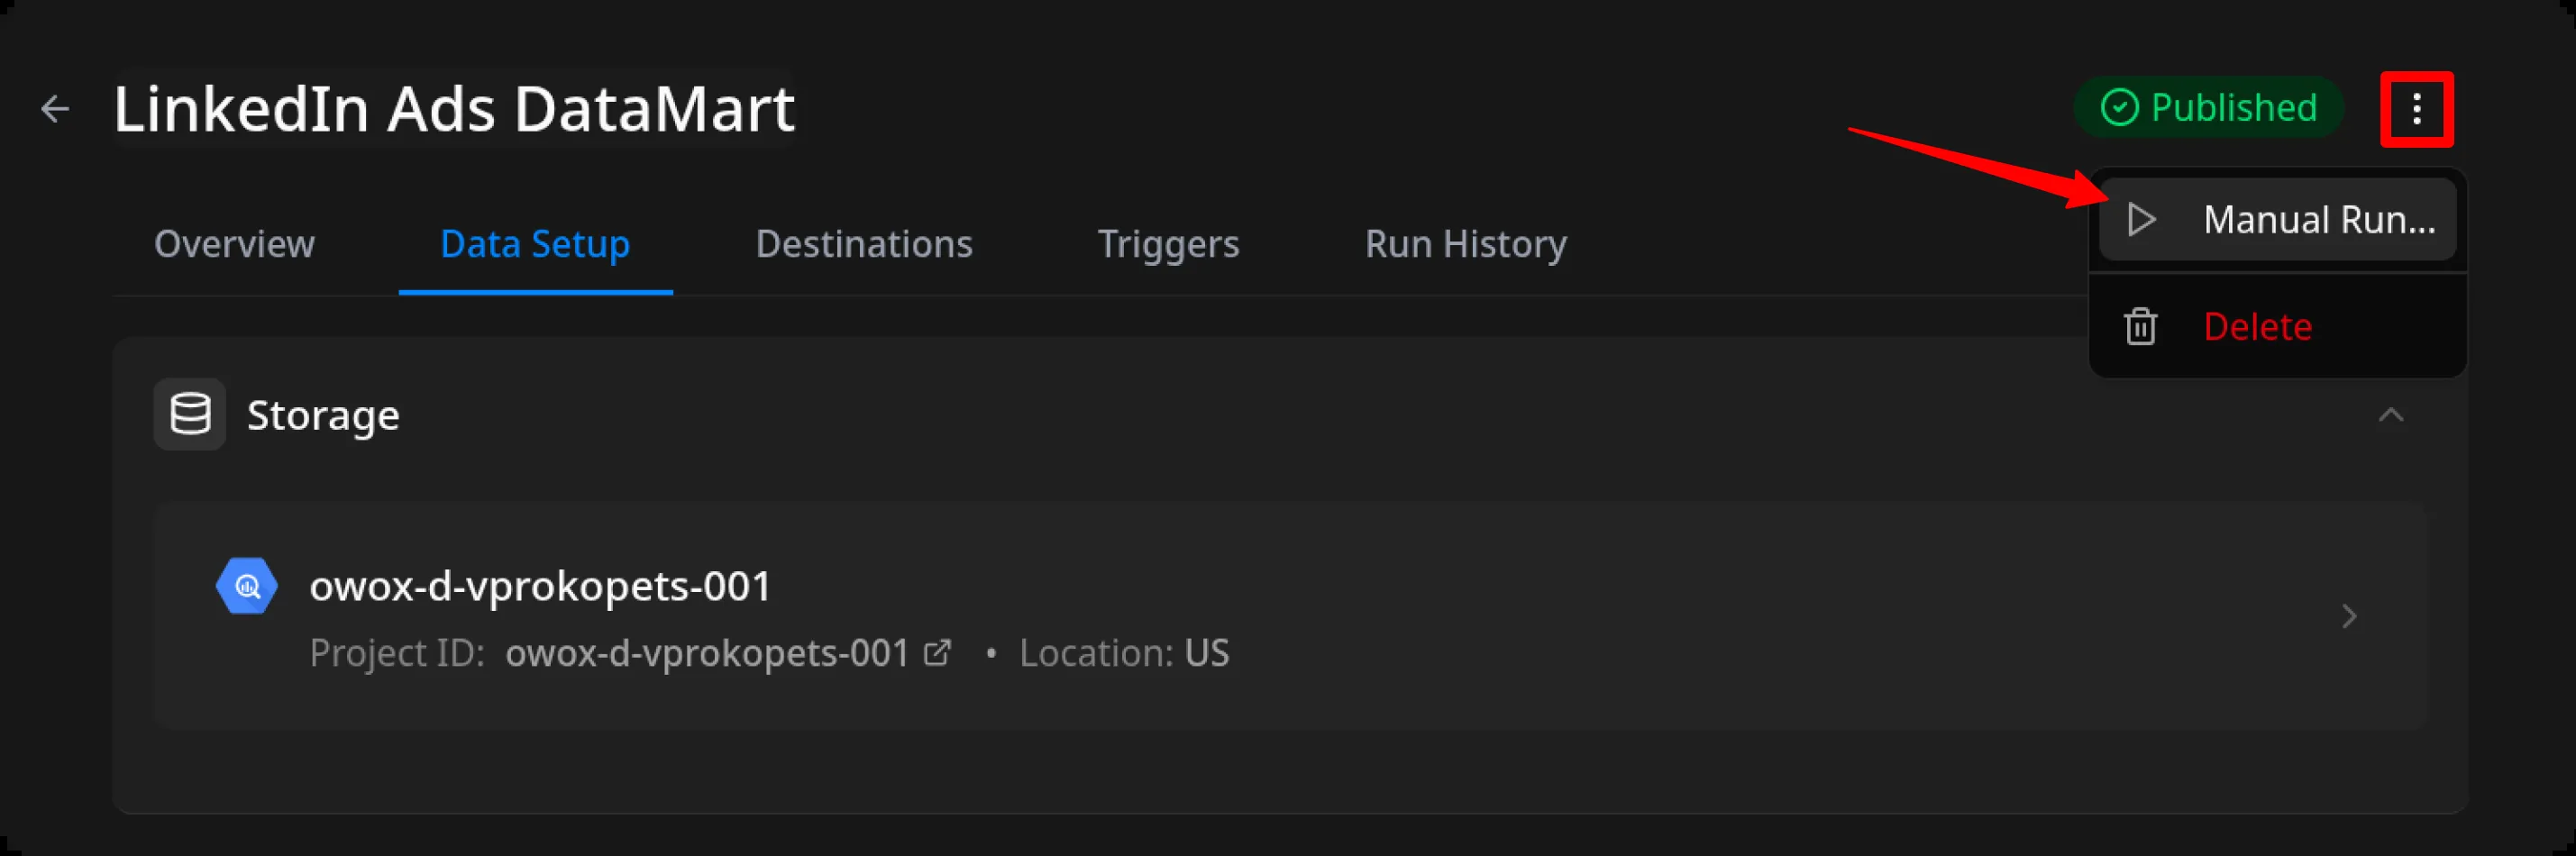 LinkedIn Ads DataMart
Published
Manual Run...
Delete
Overview
Data Setup
Destinations
Triggers
Run History
Storage
owox-d-vprokopets-001
Project ID: owox-d-vprokopets-001 • Location: US